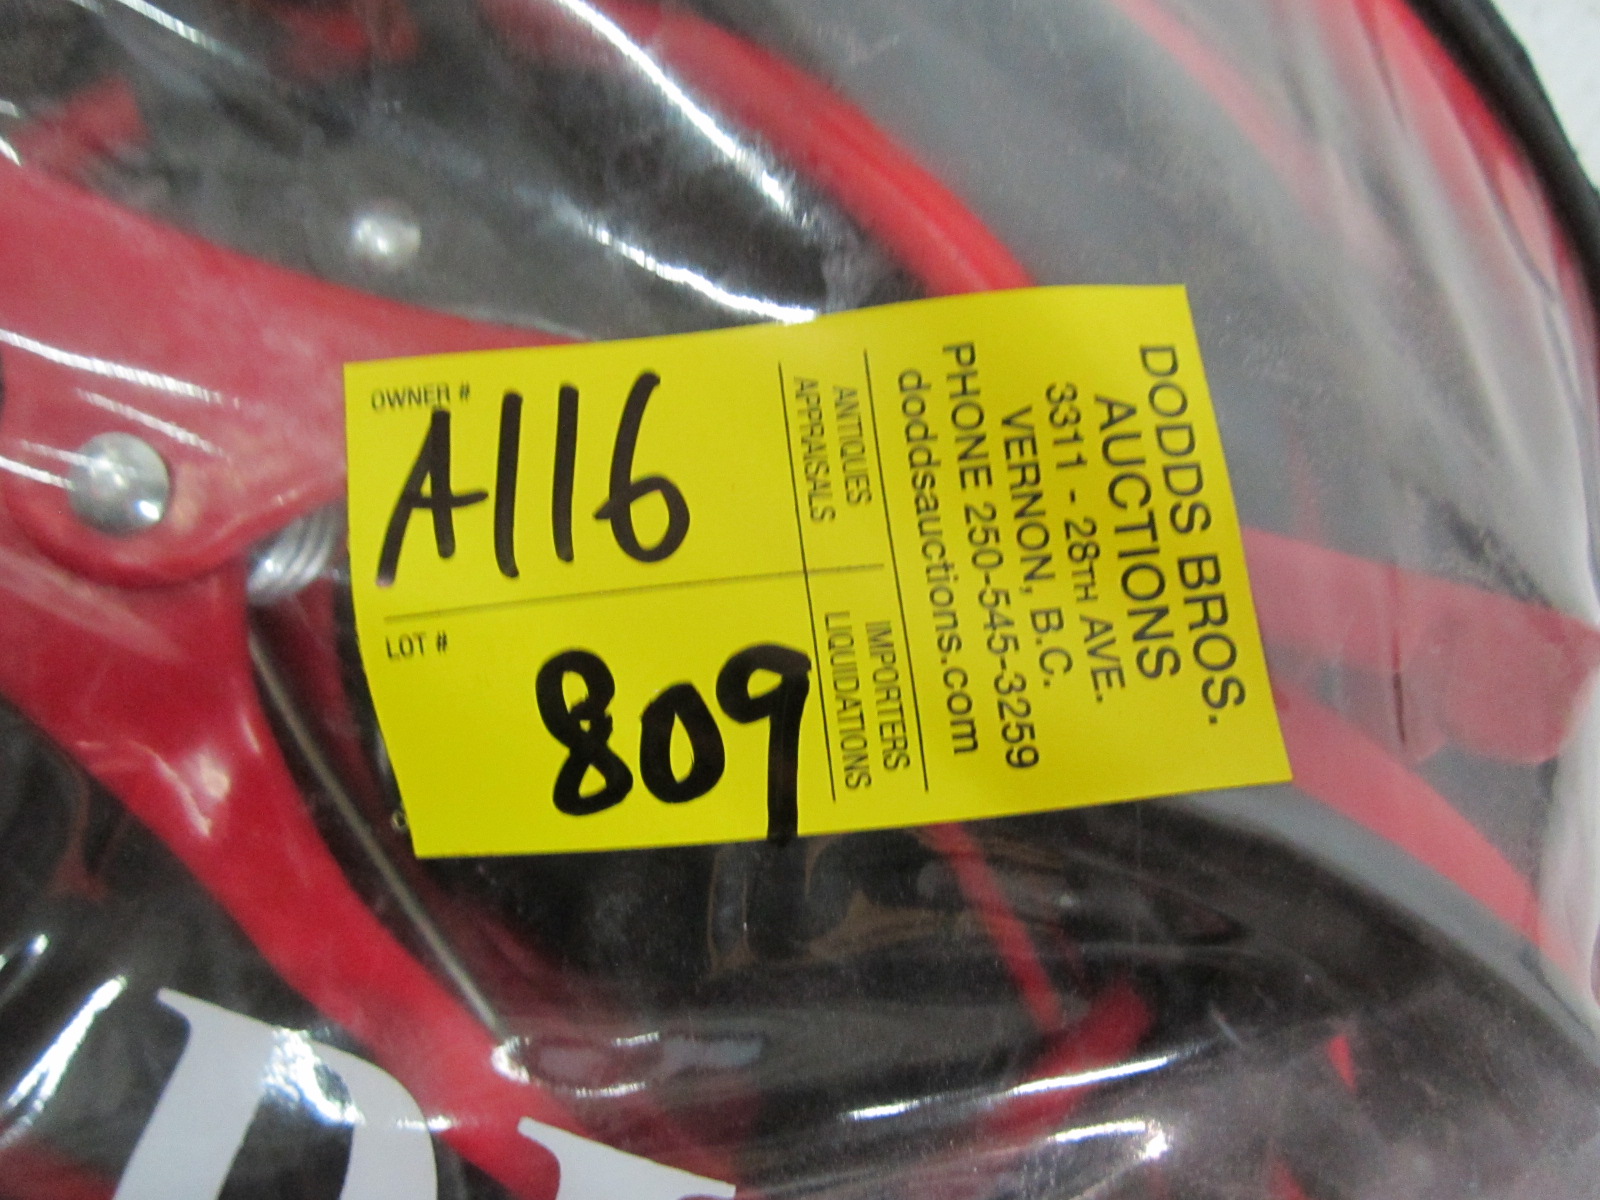 OWNER #
A116
LOT #
809
ANTIQUES
APPRAISALS
IMPORTERS
LIQUIDATIONS
DODDS BROS.
AUCTIONS
3311 - 28TH AVE.
VERNON, B.C.
PHONE 250-545-3259
doddsauctions.com